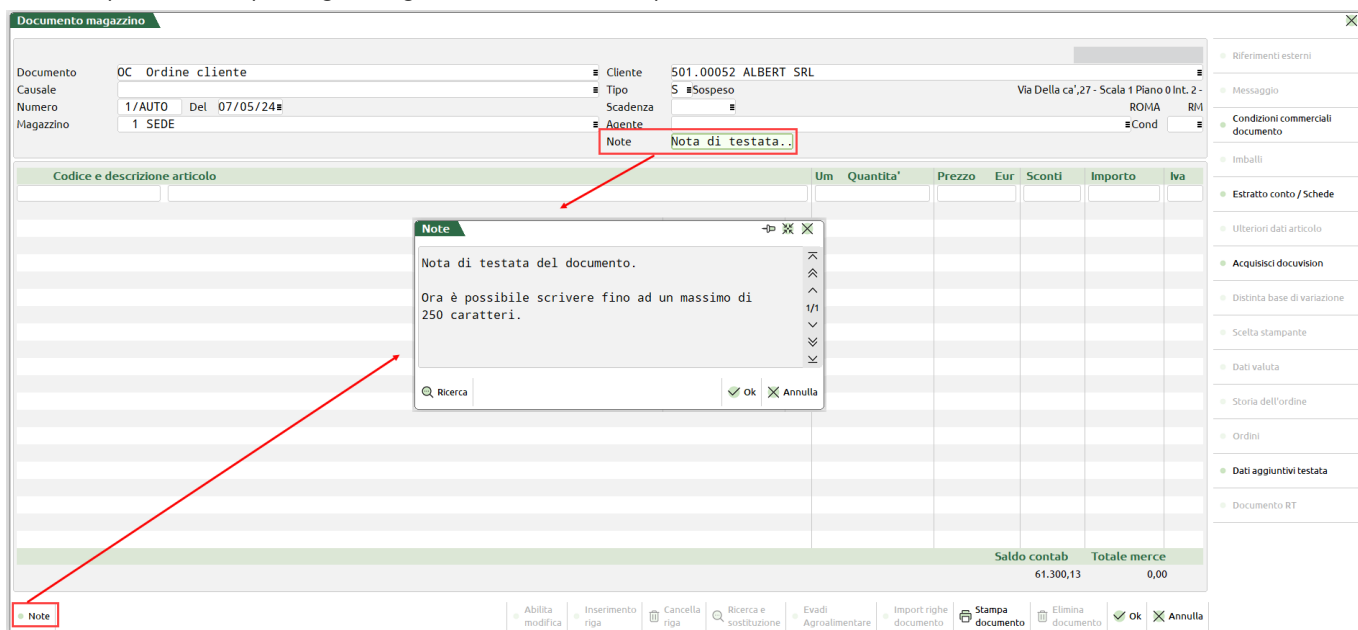 Documento magazzino
Documento OC Ordine cliente Cliente 501.00052 ALBERT SRL
Causale Tipo S Sospeso Via Della ca',27 - Scala 1 Piano 0 Int. 2 -
Numero 1/AUTO Del 07/05/24 Scadenza ROMA RM
Magazzino 1 SEDE Agente Cond
Note Nota di testata..
Codice e descrizione articolo Um Quantita' Prezzo Eur Sconti Importo Iva
Note
Nota di testata del documento.
Ora è possibile scrivere fino ad un massimo di
250 caratteri.
1/1
Ricerca Ok Annulla
Saldo contab Totale merce
61.300,13 0,00
Note
Abilita modifica
Inserimento riga
Cancella riga
Ricerca e sostituzione
Evadi Agroalimentare
Import righe documento
Stampa documento
Elimina documento
Ok
Annulla
Riferimenti esterni
Messaggio
Condizioni commerciali
documento
Imballi
Estratto conto / Schede
Ulteriori dati articolo
Acquisisci docuvision
Distinta base di variazione
Scelta stampante
Dati valuta
Storia dell'ordine
Ordini
Dati aggiuntivi testata
Documento RT